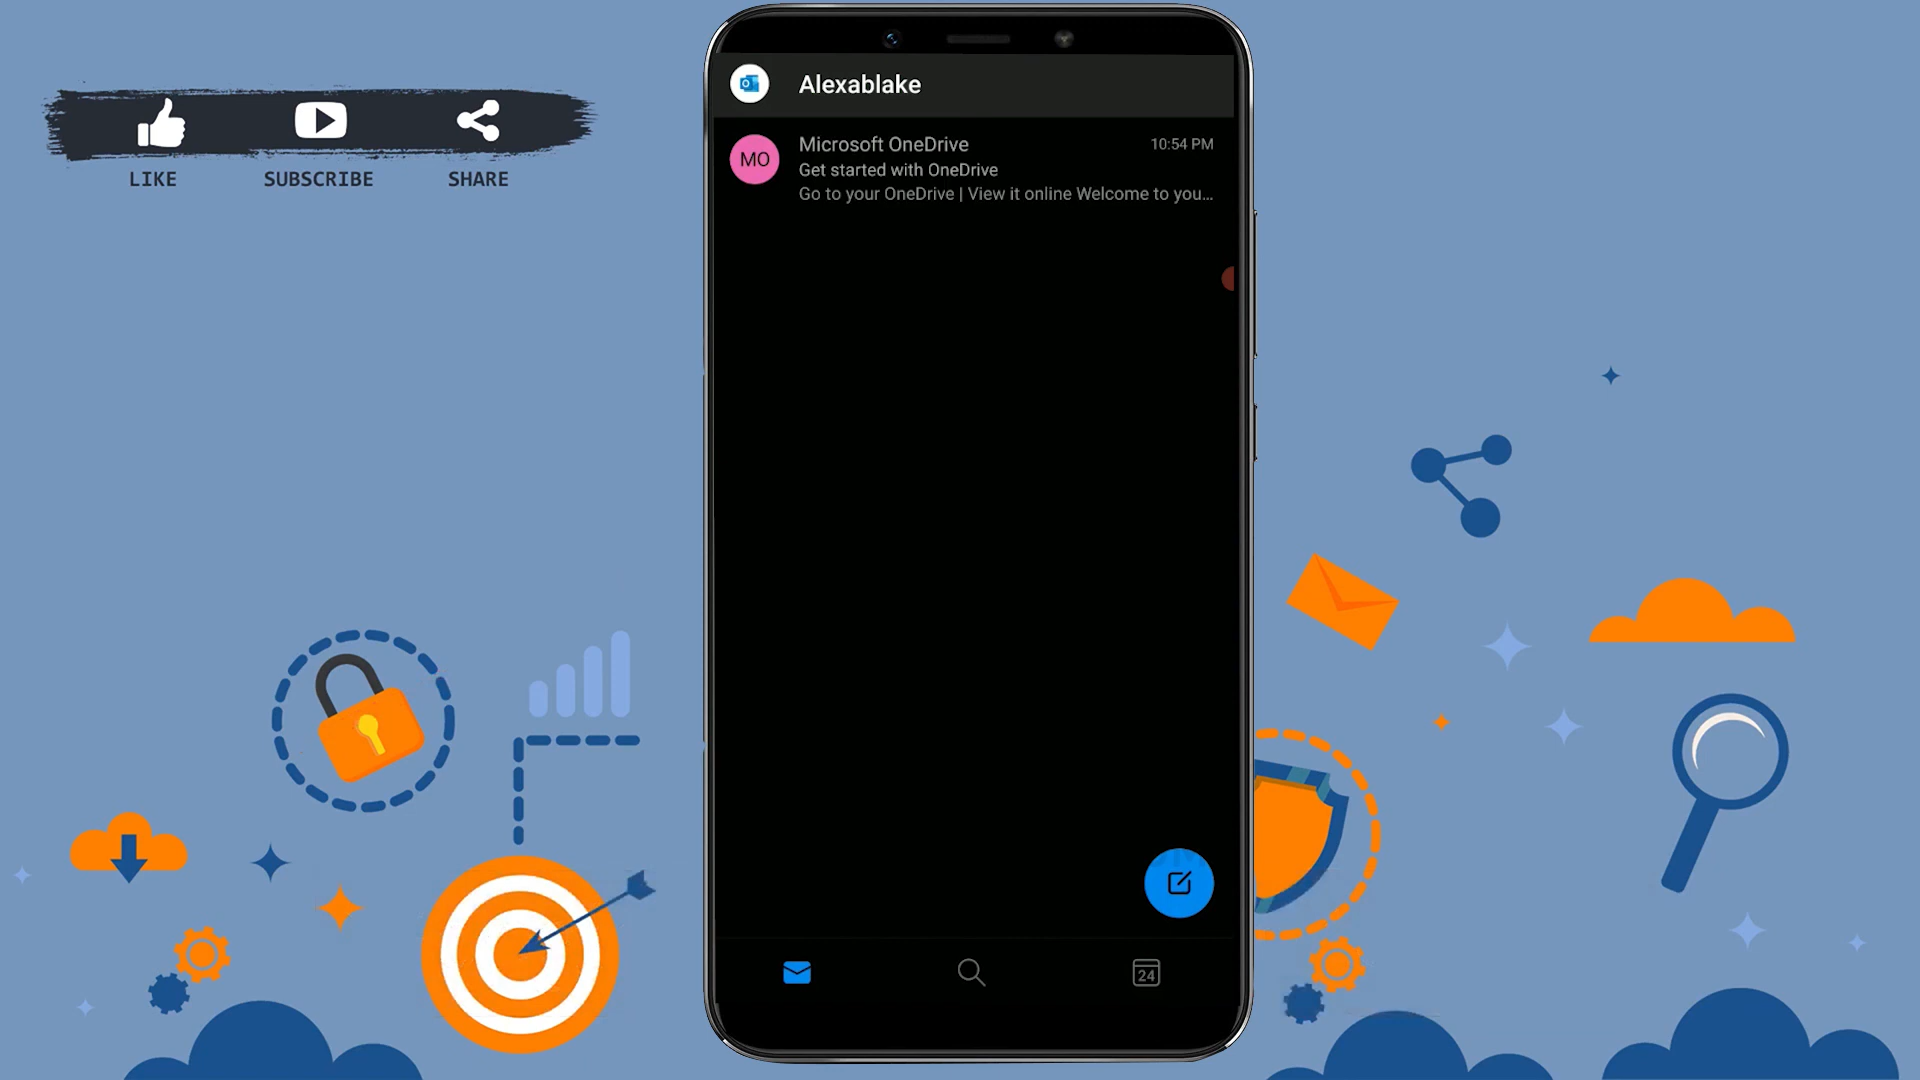 LIKE
SUBSCRIBE
SHARE
Alexablake
MO
Microsoft OneDrive
10:54 PM
Get started with OneDrive
Go to your OneDrive | View it online Welcome to you...
24